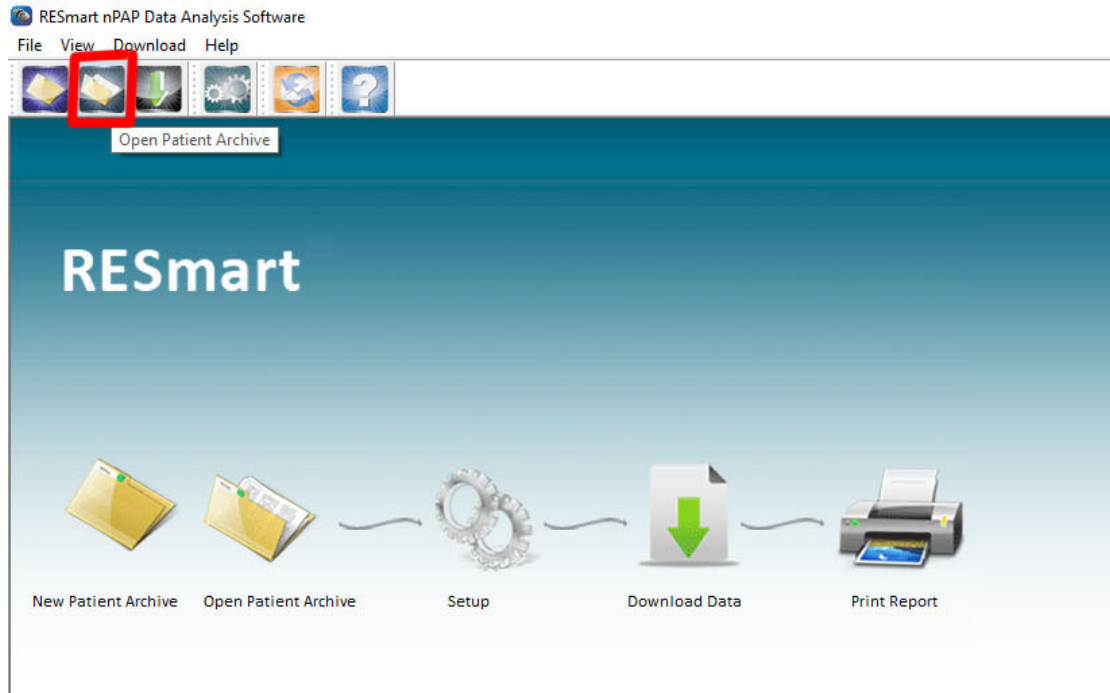 RESmart nPAP Data Analysis Software
File View Download Help
Open Patient Archive
RESmart
New Patient Archive Open Patient Archive Setup Download Data Print Report